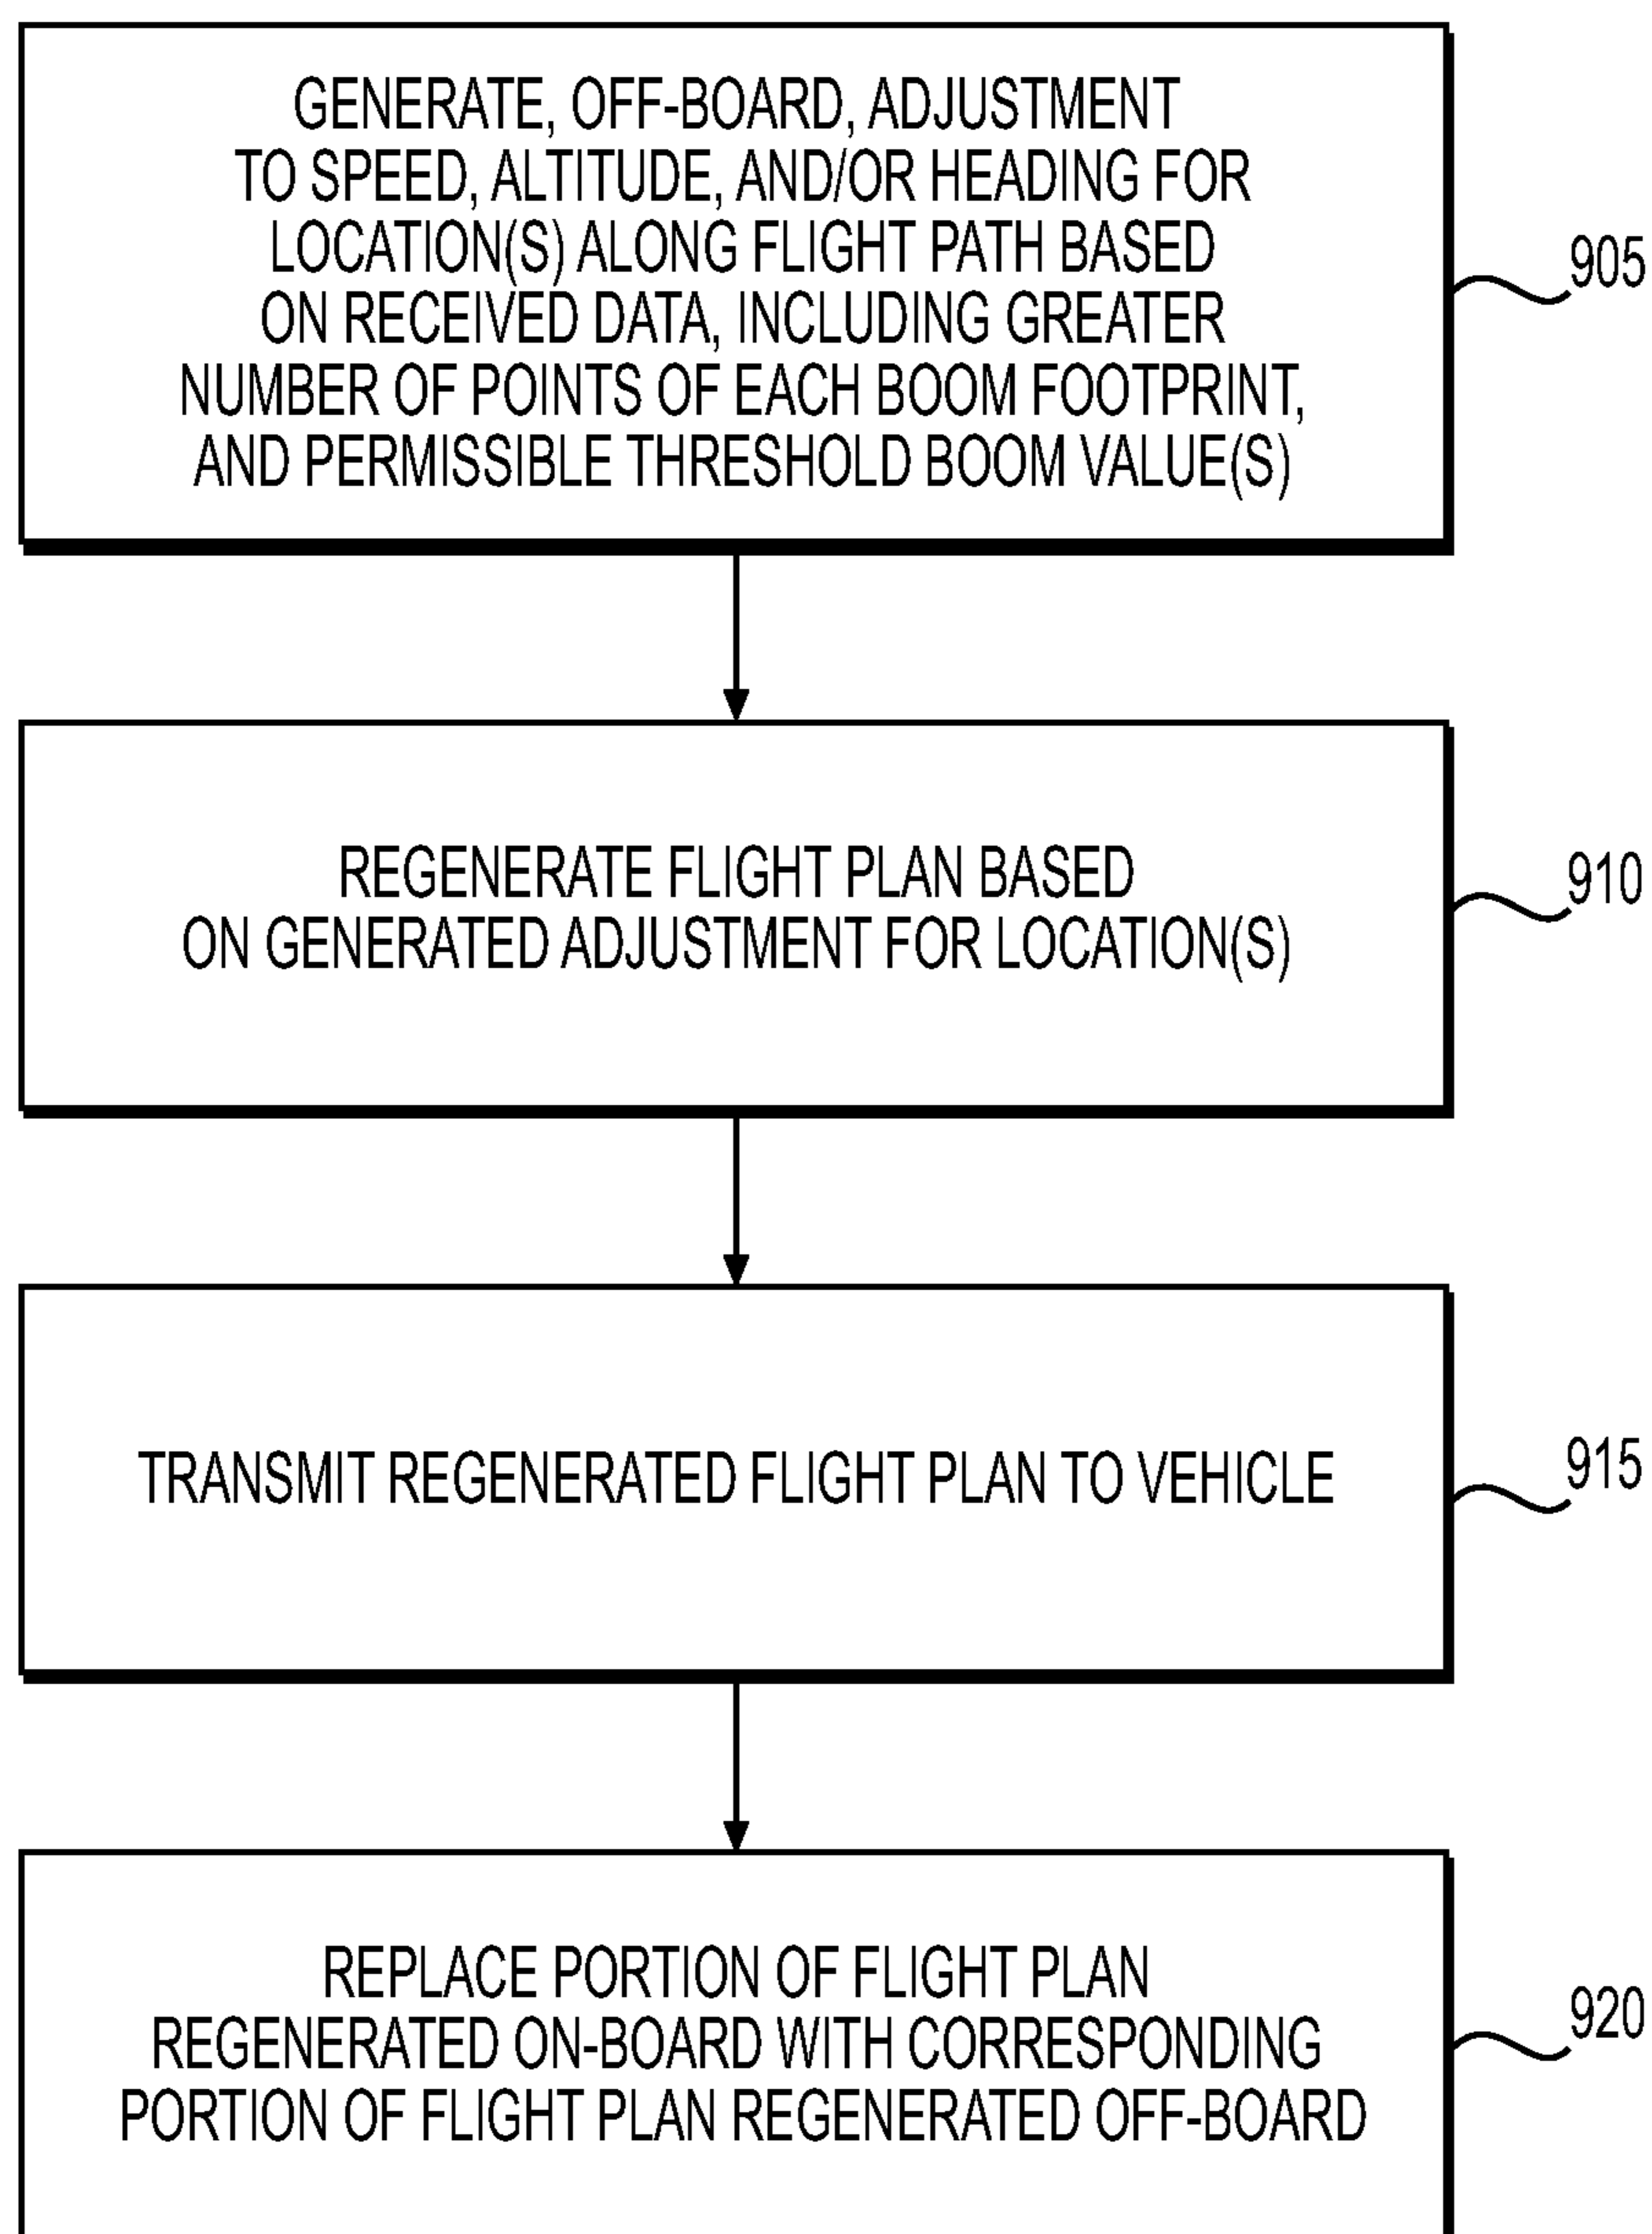 GENERATE, OFF-BOARD, ADJUSTMENT
TO SPEED, ALTITUDE, AND/OR HEADING FOR
LOCATION(S) ALONG FLIGHT PATH BASED
ON RECEIVED DATA, INCLUDING GREATER
NUMBER OF POINTS OF EACH BOOM FOOTPRINT,
AND PERMISSIBLE THRESHOLD BOOM VALUE(S)
905
REGENERATE FLIGHT PLAN BASED
ON GENERATED ADJUSTMENT FOR LOCATION(S)
910
TRANSMIT REGENERATED FLIGHT PLAN TO VEHICLE
915
REPLACE PORTION OF FLIGHT PLAN
REGENERATED ON-BOARD WITH CORRESPONDING
PORTION OF FLIGHT PLAN REGENERATED OFF-BOARD
920